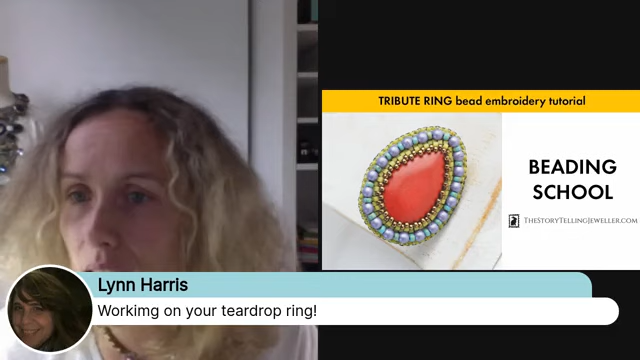 TRIBUTE RING bead embroidery tutorial
BEADING
SCHOOL
THESTORYTELLINGJEWELLER.COM
Lynn Harris
Workimg on your teardrop ring!